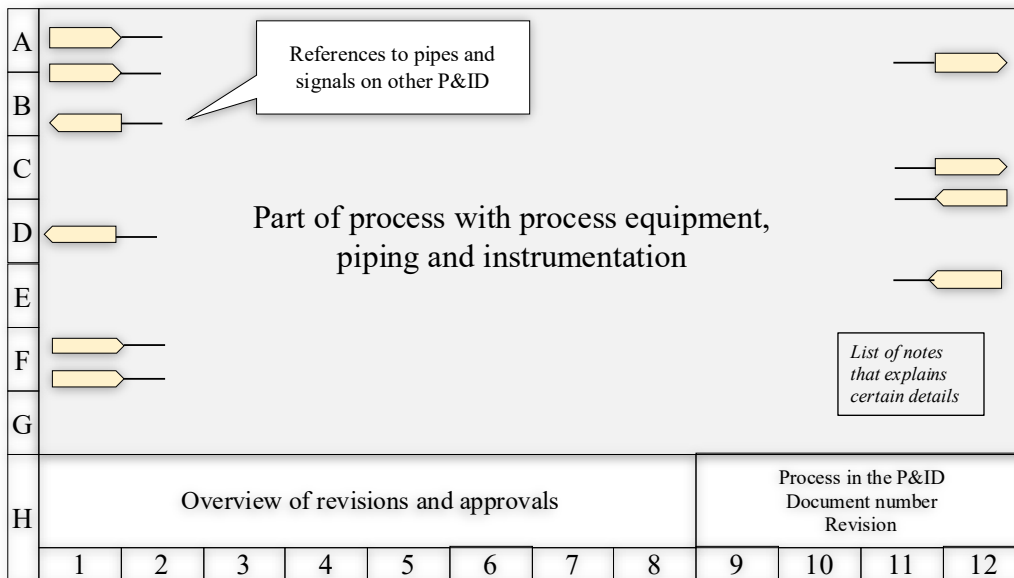 A
B
C
D
E
F
G
H
References to pipes and
signals on other P&ID
Part of process with process equipment,
piping and instrumentation
List of notes
that explains
certain details
Overview of revisions and approvals
Process in the P&ID
Document number
Revision
1 2 3 4 5 6 7 8 9 10 11 12